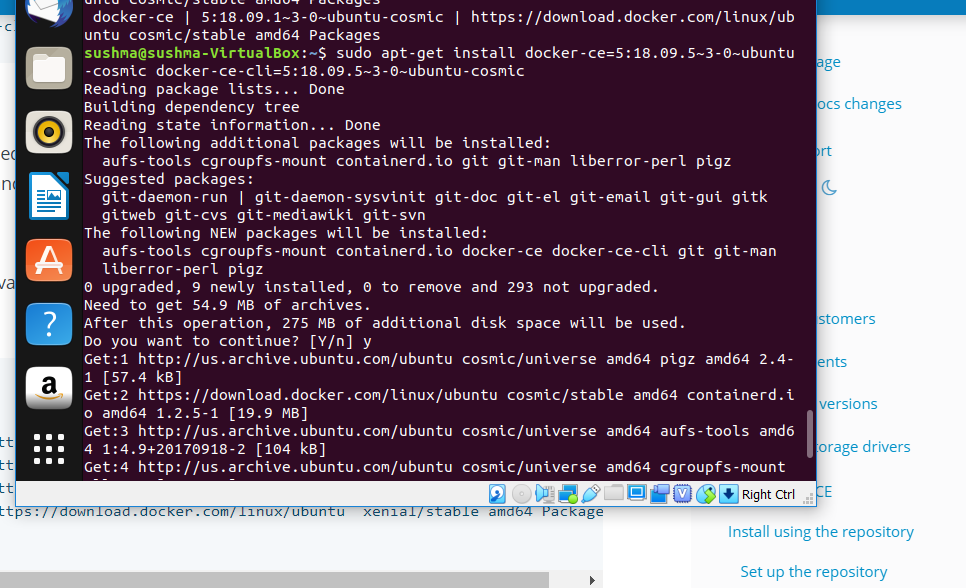 untu cosmic/stable amd64 Packages
 docker-ce | 5:18.09.1~3-0~ubuntu-cosmic | https://download.docker.com/linux/ub
untu cosmic/stable amd64 Packages
sushma@sushma-VirtualBox:~$ sudo apt-get install docker-ce=5:18.09.5~3-0~ubuntu
-cosmic docker-ce-cli=5:18.09.5~3-0~ubuntu-cosmic
Reading package lists... Done
Building dependency tree
Reading state information... Done
The following additional packages will be installed:
  aufs-tools cgroupfs-mount containerd.io git git-man liberror-perl pigz
Suggested packages:
  git-daemon-run | git-daemon-sysvinit git-doc git-el git-email git-gui gitk
  gitweb git-cvs git-mediawiki git-svn
The following NEW packages will be installed:
  aufs-tools cgroupfs-mount containerd.io docker-ce docker-ce-cli git git-man
  liberror-perl pigz
0 upgraded, 9 newly installed, 0 to remove and 293 not upgraded.
Need to get 54.9 MB of archives.
After this operation, 275 MB of additional disk space will be used.
Do you want to continue? [Y/n] y
Get:1 http://us.archive.ubuntu.com/ubuntu cosmic/universe amd64 pigz amd64 2.4-
1 [57.4 kB]
Get:2 https://download.docker.com/linux/ubuntu cosmic/stable amd64 containerd.i
o amd64 1.2.5-1 [19.9 MB]
Get:3 http://us.archive.ubuntu.com/ubuntu cosmic/universe amd64 aufs-tools amd6
4 1:4.9+20170918-2 [104 kB]
Get:4 http://us.archive.ubuntu.com/ubuntu cosmic/universe amd64 cgroupfs-mount
?
a
V
Right Ctrl
ttps://download.docker.com/linux/ubuntu  xenial/stable amd64 Package
age
ocs changes
ort
stomers
ents
versions
torage drivers
CE
Install using the repository
Set up the repository